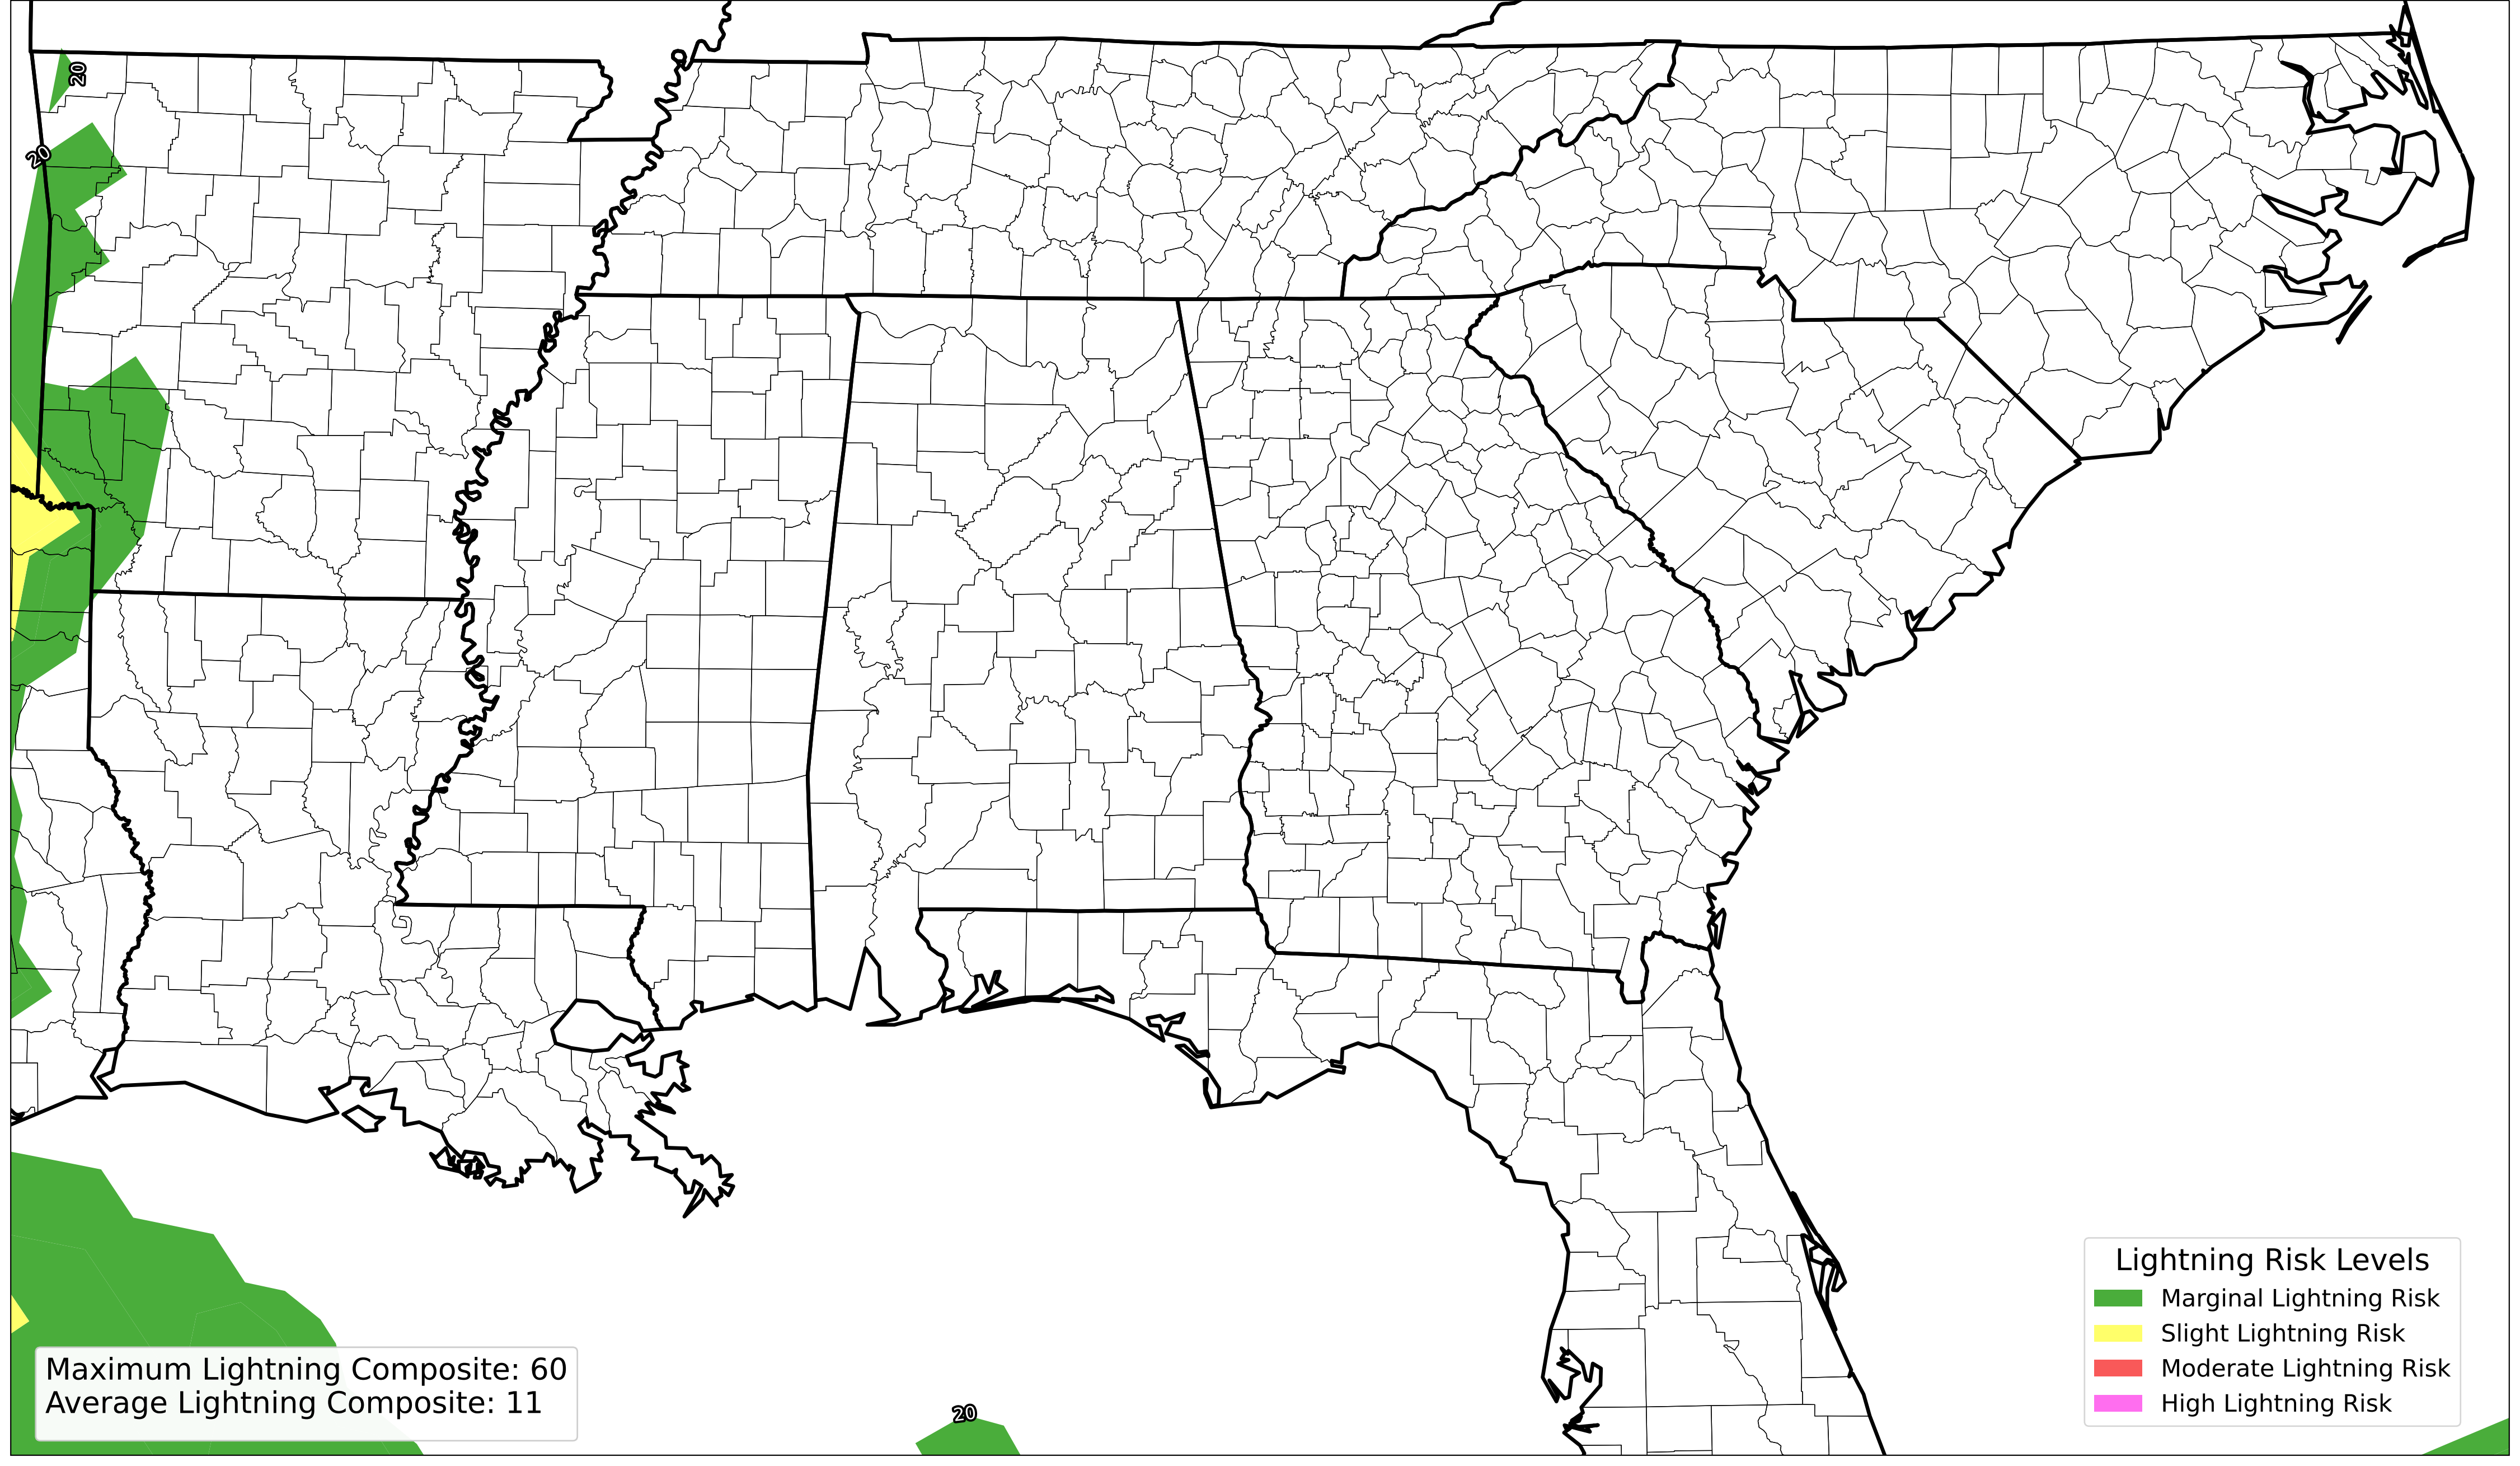 20
20
Lightning Risk Levels
Marginal Lightning Risk
Slight Lightning Risk
Moderate Lightning Risk
High Lightning Risk
Maximum Lightning Composite: 60
Average Lightning Composite: 11
20